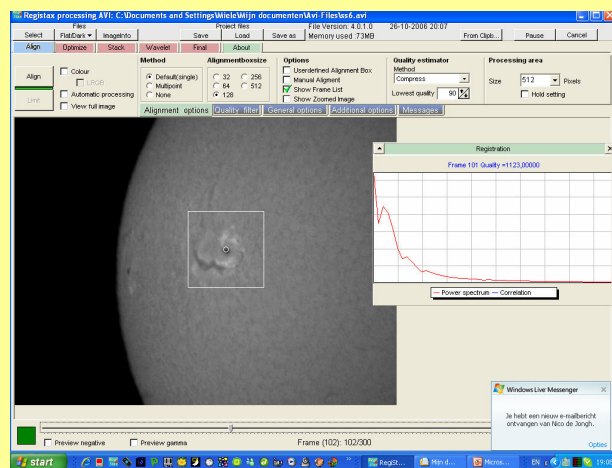 Registax processing AVI: C:\Documents and Settings\Miele\Mijn documenten\Avi-Files\ss6.avi
Files
Project files
File Version: 4.0.1.0
26-10-2006 20:07
Select
Flat/Dark
ImageInfo
Save
Load
Save as
Memory used :73MB
From Clipb...
Pause
Cancel
Align
Optimize
Stack
Wavelet
Final
About
Align
Limit
Colour
LRGB
Automatic processing
View full image
Method
Default(single)
Multipoint
None
Alignmentboxsize
32
256
64
512
126
Options
Userdefined Alignment Box
Manual Aligment
Show Frame List
Show Zoomed Image
Quality estimator
Method
Compress
Lowest quality
90
Processing area
Size
512
Pixels
Hold setting
Alignment options
Quality filter
General options
Additional options
Messages
Registration
Frame 101 Quality =1123,00000
Power spectrum
Correlation
Windows Live Messenger
Je hebt een nieuw e-mailbericht
ontvangen van Nico de Jongh.
Opties
Preview negative
Preview gamma
Frame (102): 102/300
start
RegiSt...
Mijn d...
Micros...
EN
19:06